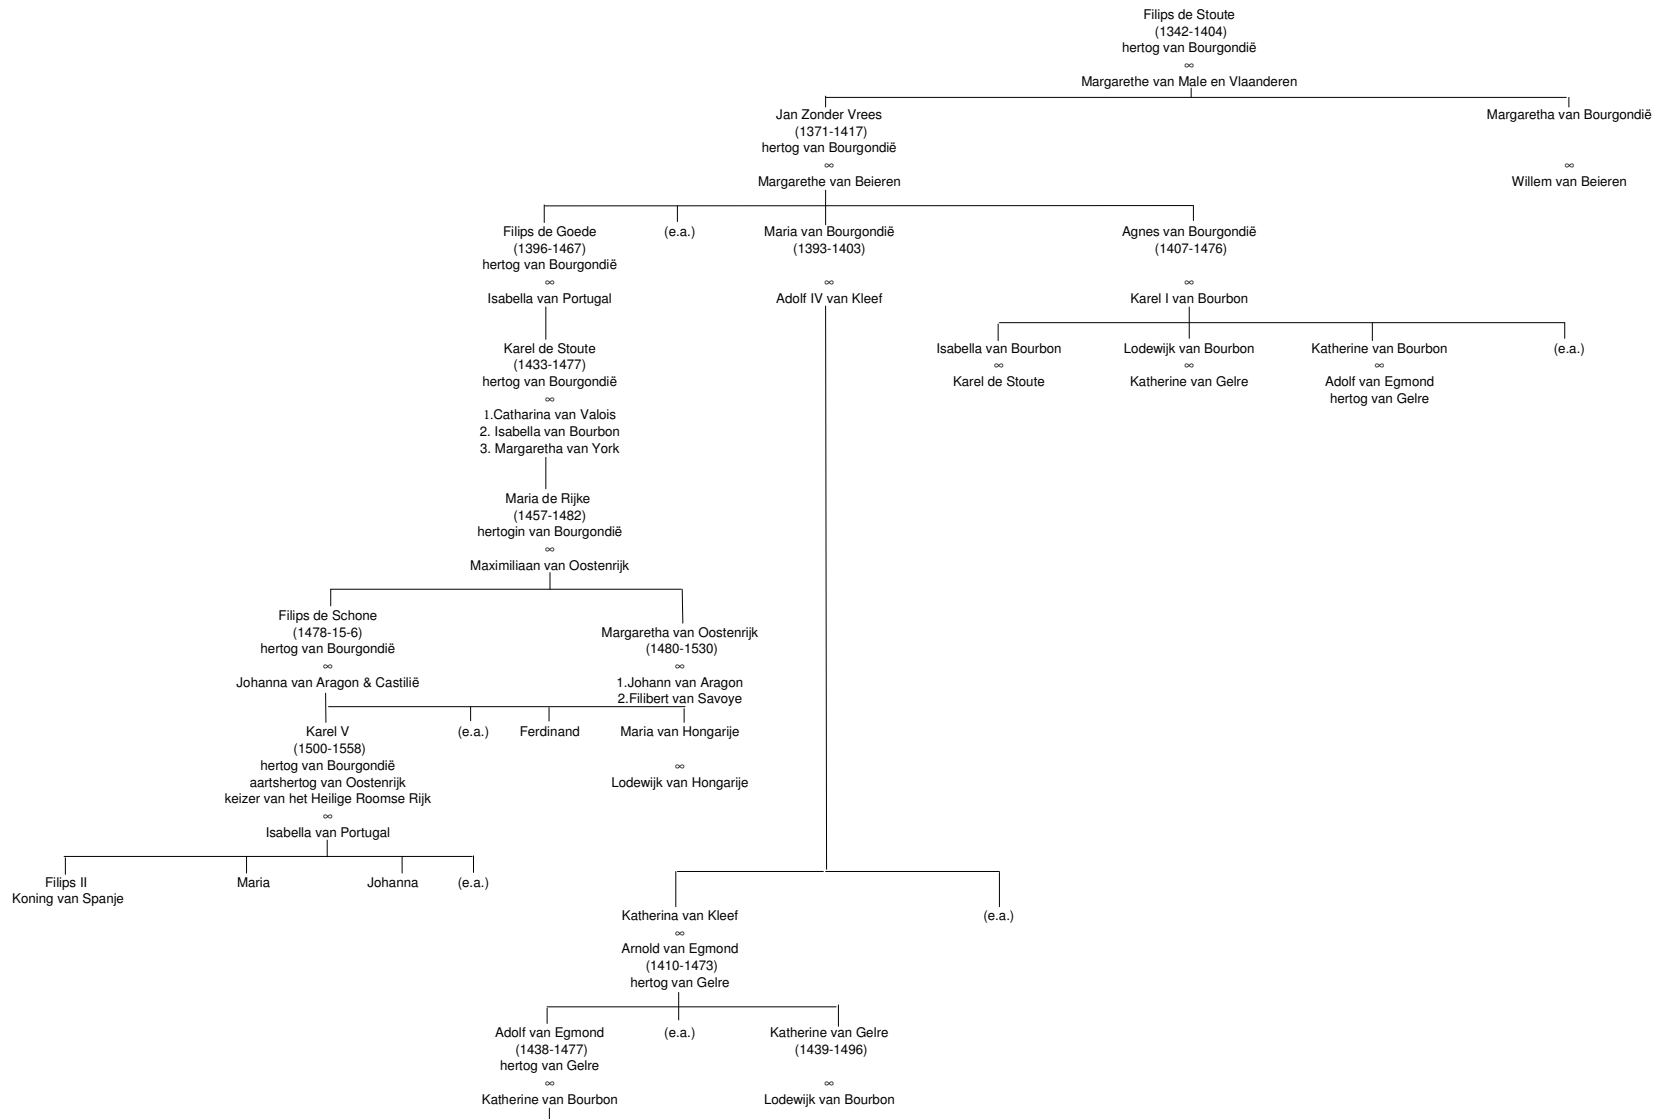 Filips de Stoute
(1342-1404)
hertog van Bourgondië
∞
Margarethe van Male en Vlaanderen
Jan Zonder Vrees
(1371-1417)
hertog van Bourgondië
∞
Margarethe van Beieren
Margaretha van Bourgondië
∞
Willem van Beieren
Filips de Goede
(1396-1467)
hertog van Bourgondië
∞
Isabella van Portugal
(e.a.)
Maria van Bourgondië
(1393-1403)
∞
Adolf IV van Kleef
Agnes van Bourgondië
(1407-1476)
∞
Karel I van Bourbon
Karel de Stoute
(1433-1477)
hertog van Bourgondië
∞
1.Catharina van Valois
2. Isabella van Bourbon
3. Margaretha van York
Isabella van Bourbon
∞
Karel de Stoute
Lodewijk van Bourbon
∞
Katherine van Gelre
Katherine van Bourbon
∞
Adolf van Egmond
hertog van Gelre
(e.a.)
Maria de Rijke
(1457-1482)
hertogin van Bourgondië
∞
Maximiliaan van Oostenrijk
Filips de Schone
(1478-15-6)
hertog van Bourgondië
∞
Johanna van Aragon & Castilië
Margaretha van Oostenrijk
(1480-1530)
∞
1.Johann van Aragon
2.Filibert van Savoye
Karel V
(1500-1558)
hertog van Bourgondië
aartshertog van Oostenrijk
keizer van het Heilige Roomse Rijk
∞
Isabella van Portugal
(e.a.)
Ferdinand
Maria van Hongarije
∞
Lodewijk van Hongarije
Filips II
Koning van Spanje
Maria
Johanna
(e.a.)
Katherina van Kleef
∞
Arnold van Egmond
(1410-1473)
hertog van Gelre
(e.a.)
Adolf van Egmond
(1438-1477)
hertog van Gelre
∞
Katherine van Bourbon
(e.a.)
Katherine van Gelre
(1439-1496)
∞
Lodewijk van Bourbon